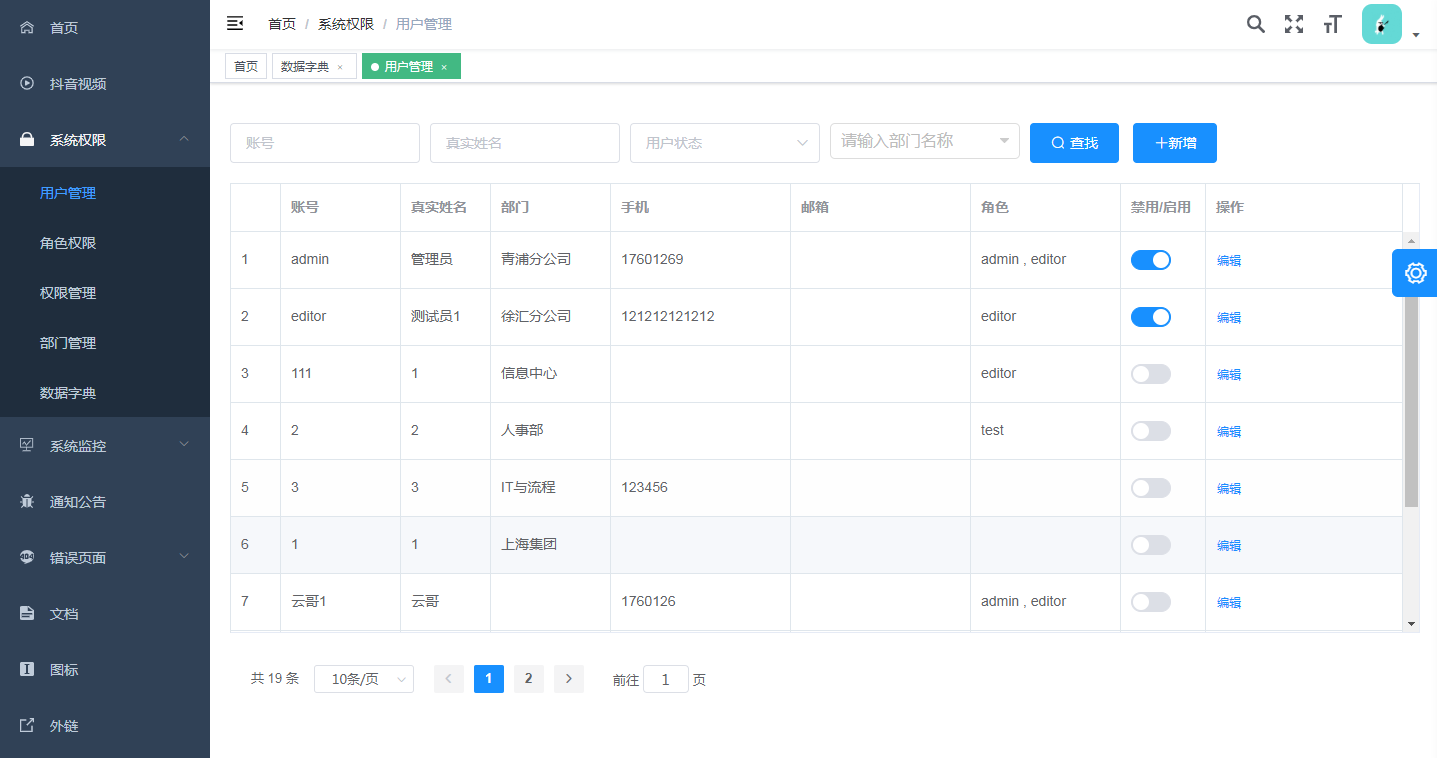 首页
抖音视频
系统权限
用户管理
角色权限
权限管理
部门管理
数据字典
系统监控
通知公告
404 错误页面
文档
图标
外链
首页 / 系统权限 / 用户管理
首页 数据字典 × 用户管理 ×
账号 真实姓名 用户状态 请输入部门名称 查找 +新增
账号 真实姓名 部门 手机 邮箱 角色 禁用/启用 操作
1 admin 管理员 青浦分公司 17601269 admin , editor 编辑
2 editor 测试员1 徐汇分公司 121212121212 editor 编辑
3 111 1 信息中心 editor 编辑
4 2 2 人事部 test 编辑
5 3 3 IT与流程 123456 编辑
6 1 1 上海集团 编辑
7 云哥1 云哥 1760126 admin , editor 编辑
共 19 条 10条/页 1 2 前往 1 页